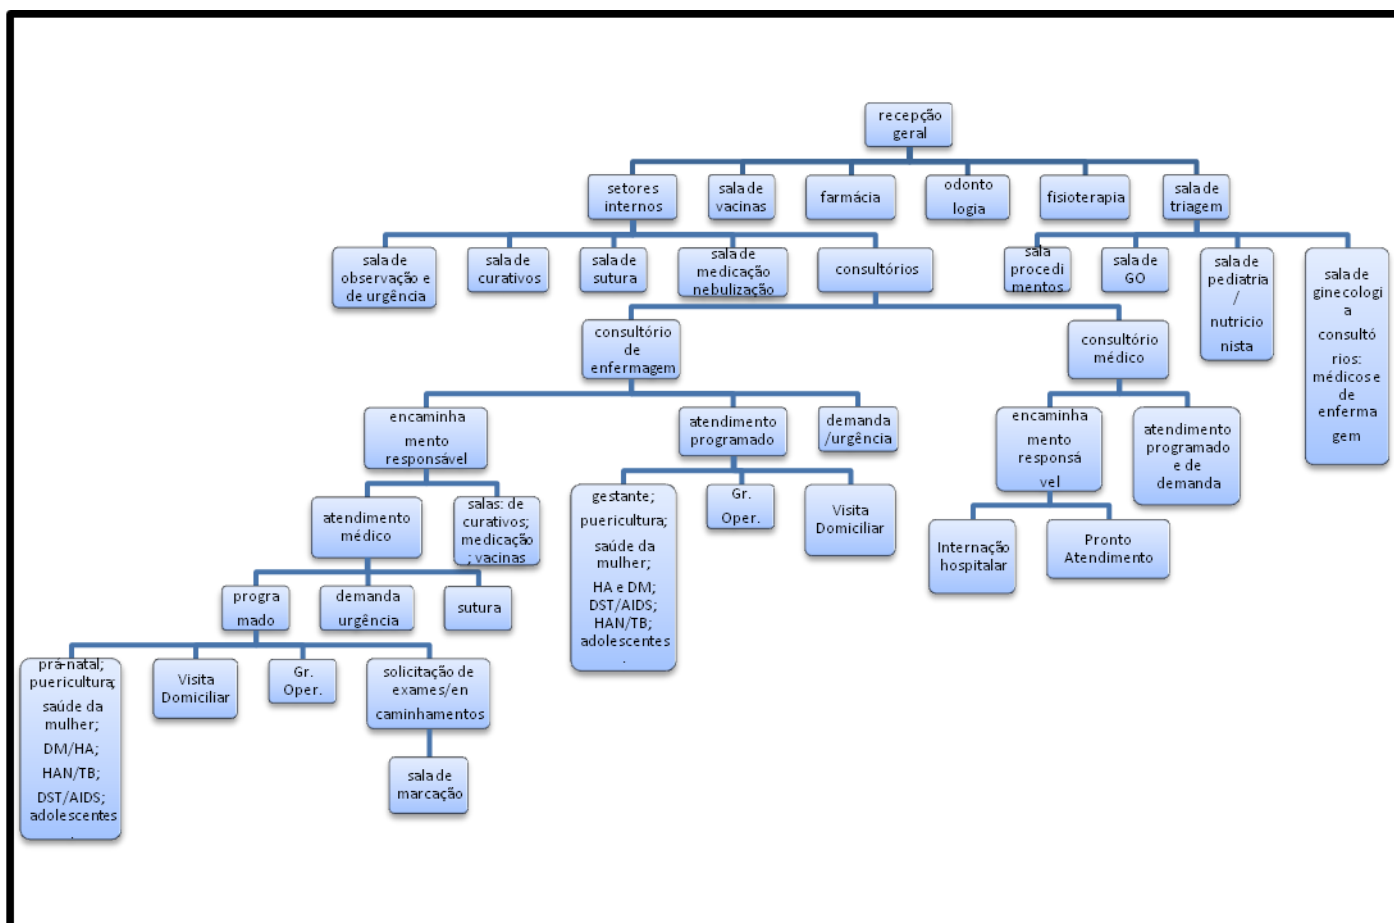 recepção
geral
setores
internos
sala de
vacinas
farmácia
odonto
logia
fisioterapia
sala de
triagem
sala de
observação e
de urgência
sala de
curativos
sala de
sutura
sala de
medicação
nebulização
consultórios
sala
procedi
mentos
sala de
GO
sala de
pediatria
/
nutricio
nista
sala de
ginecologi
a
consultó
rios:
médicos e
de
enferma
gem
consultório
de
enfermagem
consultório
médico
encaminha
mento
responsável
atendimento
programado
demanda
/urgência
encaminha
mento
responsá
vel
atendimento
programado
e de
demanda
atendimento
médico
salas: de
curativos;
medicação
; vacinas
gestante;
puericultura;
saúde da
mulher;
HA e DM;
DST/AIDS;
HAN/TB;
adolescentes
.
Gr.
Oper.
Visita
Domiciliar
Internação
hospitalar
Pronto
Atendimento
progra
mado
demanda
urgência
sutura
prá-natal;
puericultura;
saúde da
mulher;
DM/HA;
HAN/TB;
DST/AIDS;
adolescentes
.
Visita
Domiciliar
Gr.
Oper.
solicitação de
exames/en
caminhamentos
sala de
marcação